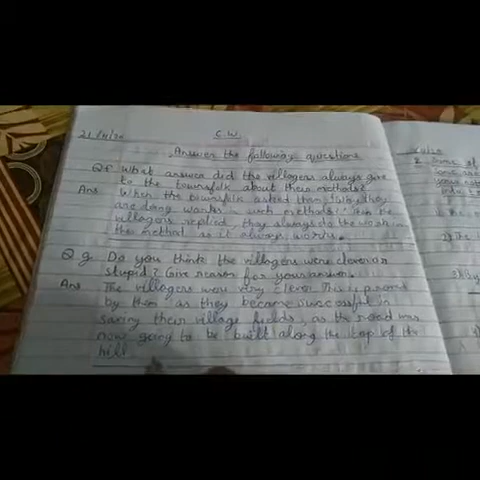 21/11/20 C.W.
Answer the following questions
Q f What answer did the villagers always give
to the townsfolk about their methods?
Ans When the townsfolk asked them, why they
are doing works in such methods? Then the
villagers replied, they always do the work in
this method as it always works.
Q g Do you think the villagers were clever or
stupid? Give reason for your answer.
Ans The villagers were very clever. This is proved
by them as they became successful in
saving their village fields, as the road was
now going to be built along the top of the
hill.